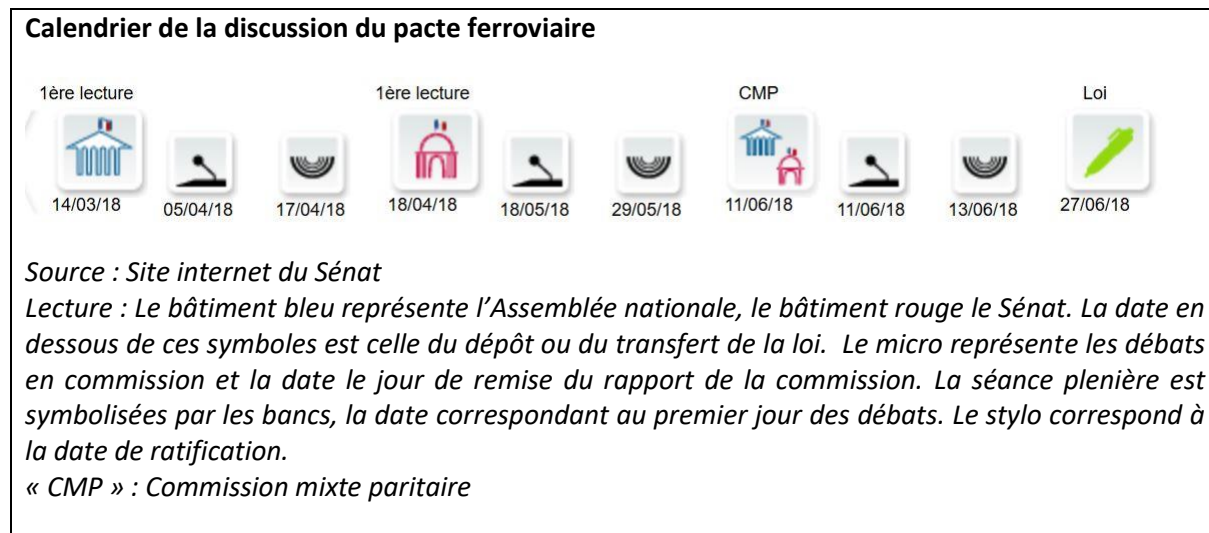 Calendrier de la discussion du pacte ferroviaire
1ère lecture 1ère lecture CMP Loi
14/03/18 05/04/18 17/04/18 18/04/18 18/05/18 29/05/18 11/06/18 11/06/18 13/06/18 27/06/18
Source : Site internet du Sénat
Lecture : Le bâtiment bleu représente l’Assemblée nationale, le bâtiment rouge le Sénat. La date en
dessous de ces symboles est celle du dépôt ou du transfert de la loi. Le micro représente les débats
en commission et la date le jour de remise du rapport de la commission. La séance plenière est
symbolisées par les bancs, la date correspondant au premier jour des débats. Le stylo correspond à
la date de ratification.
« CMP » : Commission mixte paritaire